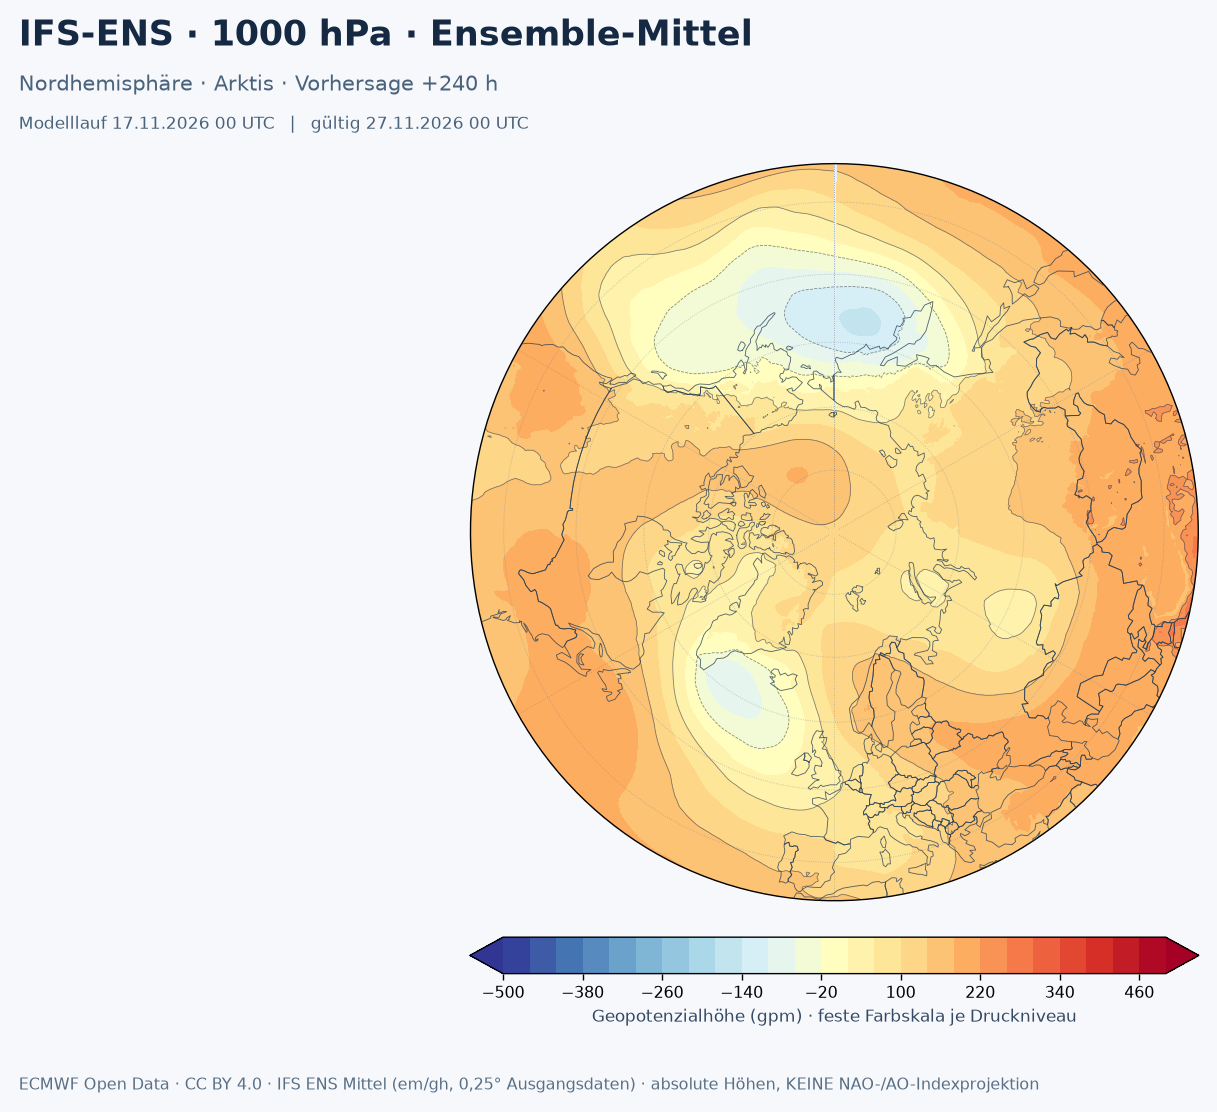 IFS-ENS · 1000 hPa · Ensemble-Mittel
Nordhemisphäre · Arktis · Vorhersage +240 h
Modelllauf 17.11.2026 00 UTC | gültig 27.11.2026 00 UTC
−500 −380 −260 −140 −20 100 220 340 460
Geopotenzialhöhe (gpm) · feste Farbskala je Druckniveau
ECMWF Open Data · CC BY 4.0 · IFS ENS Mittel (em/gh, 0,25° Ausgangsdaten) · absolute Höhen, KEINE NAO-/AO-Indexprojektion